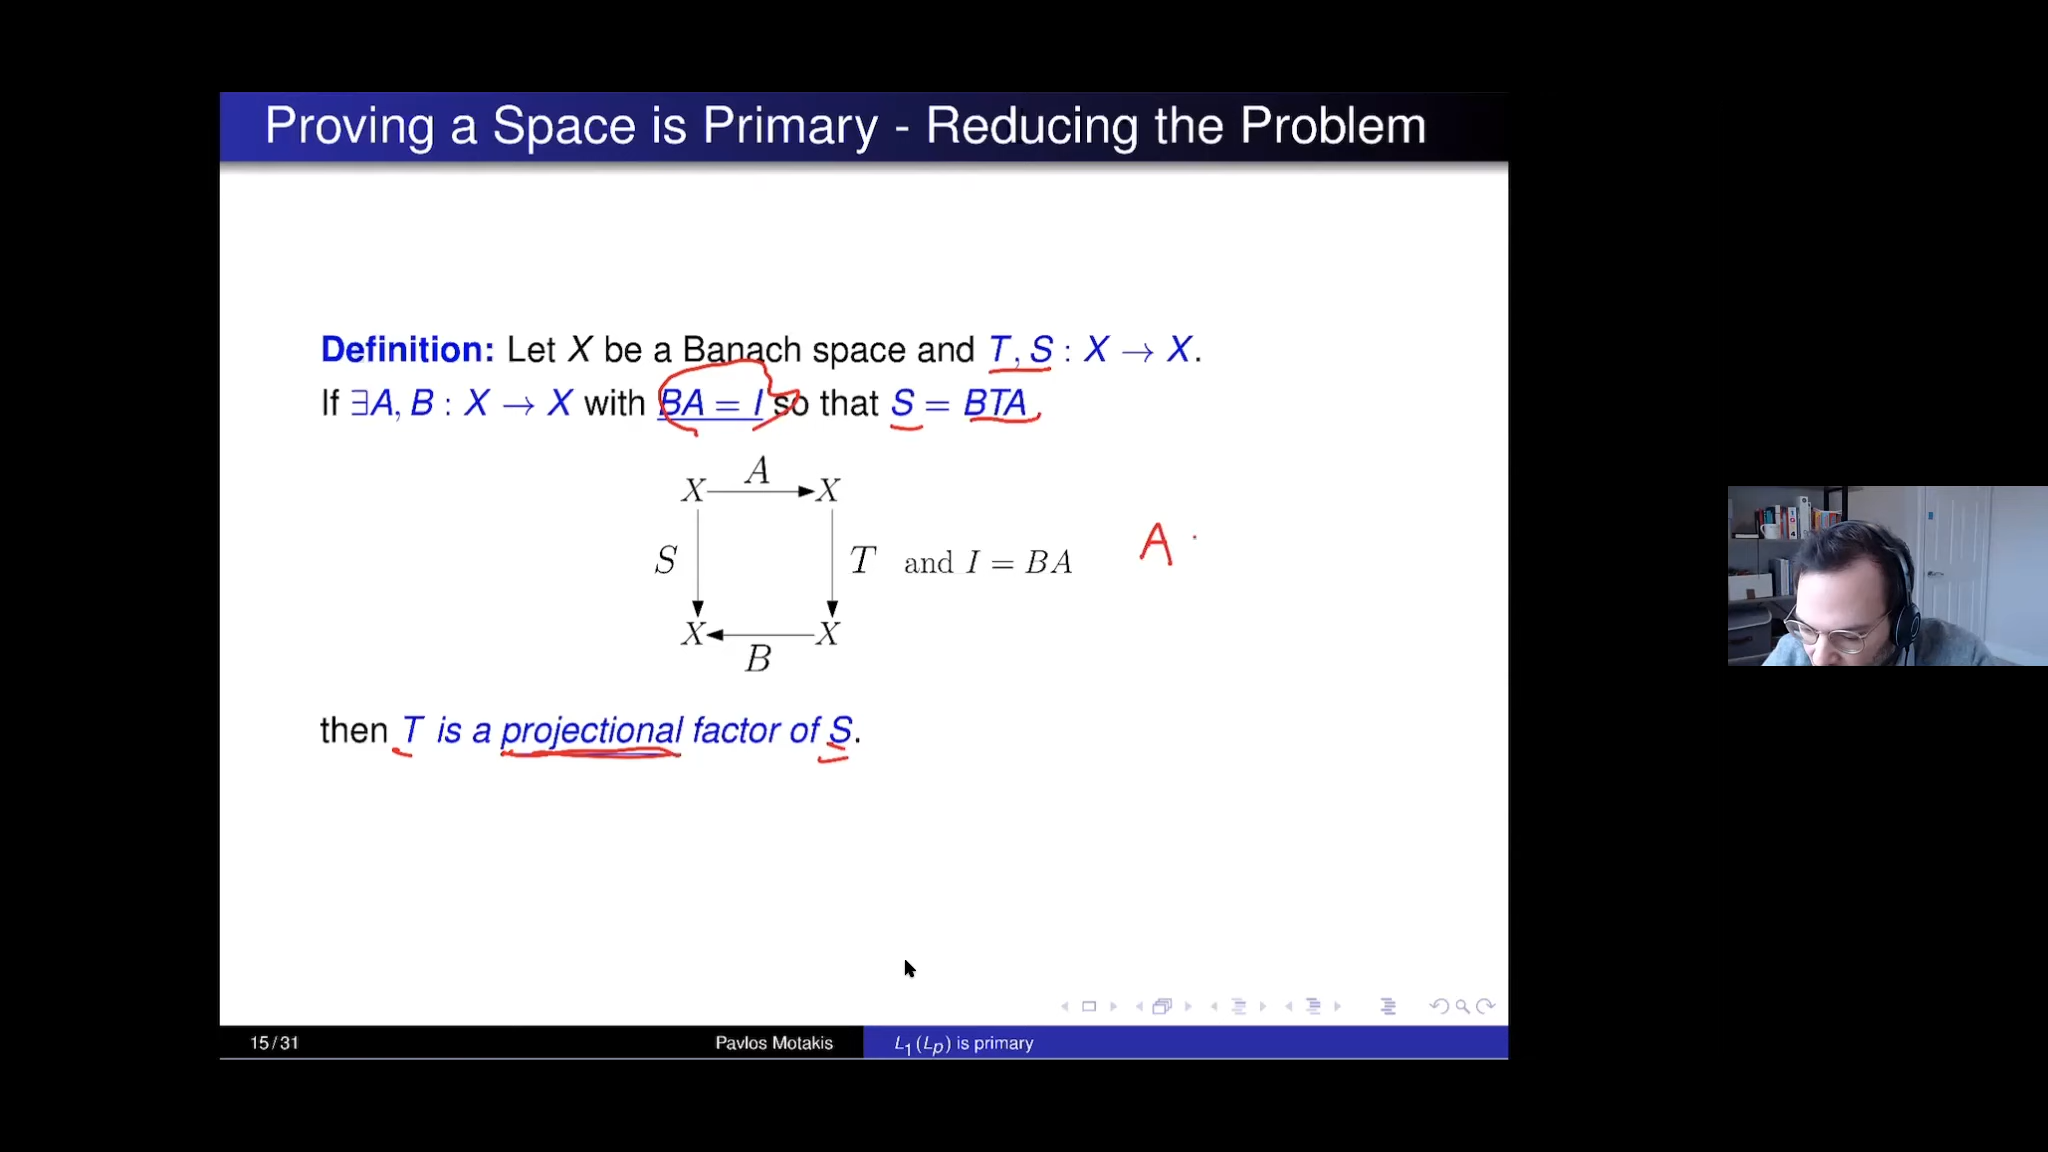 Proving a Space is Primary - Reducing the Problem
Definition: Let X be a Banach space and T, S : X → X.
If ∃A, B : X → X with BA = I so that S = BTA
A
X X
S T and I = BA A
X X
B
then T is a projectional factor of S.
15/31 Pavlos Motakis L₁(Lₚ) is primary